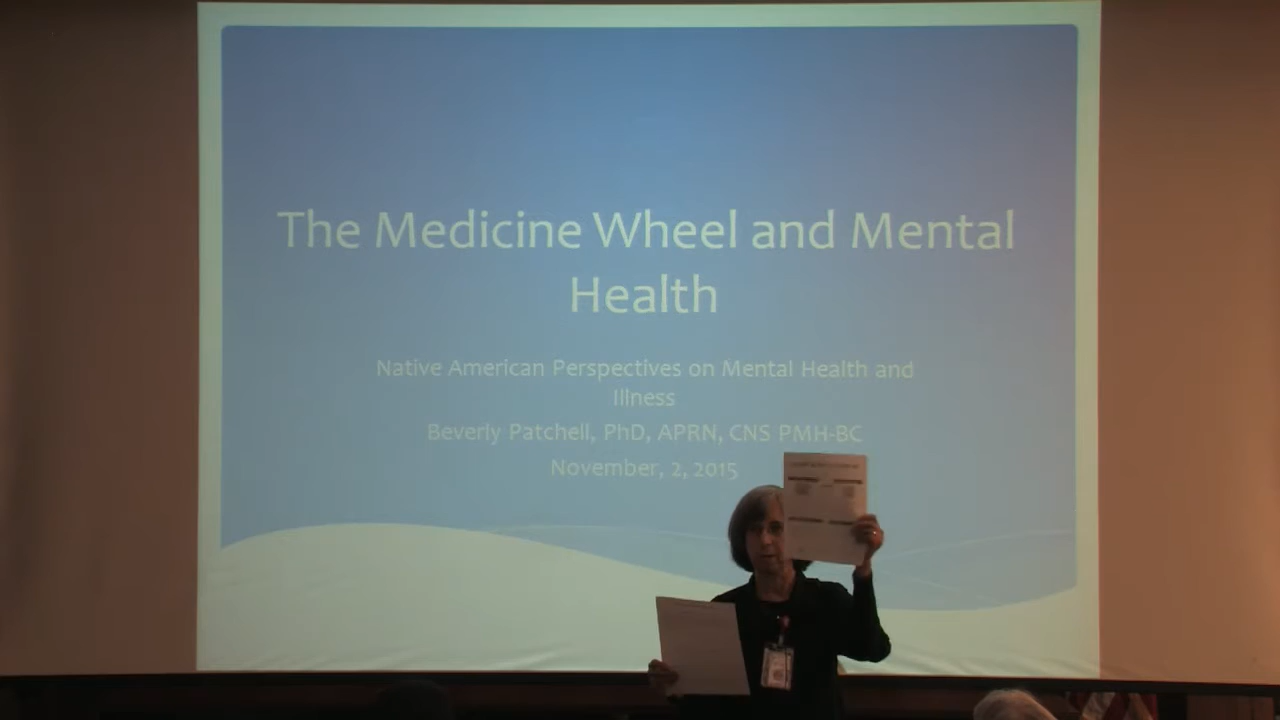 The Medicine Wheel and Mental
Health
Native American Perspectives on Mental Health and
Illness
Beverly Patchell, PhD, APRN, CNS PMH-BC
November, 2, 2015